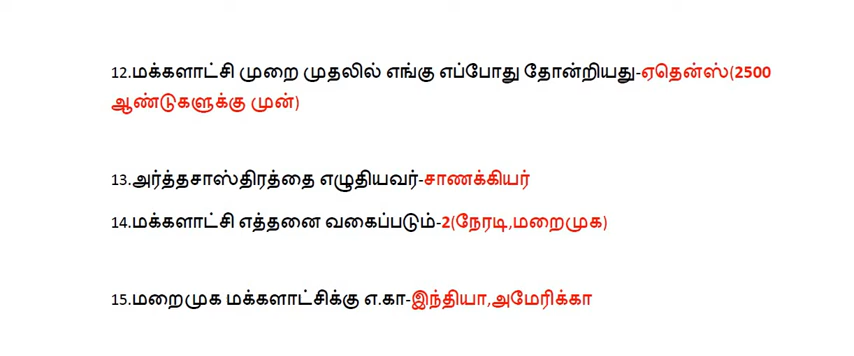 12.மக்களாட்சி முறை முதலில் எங்கு எப்போது தோன்றியது-ஏதென்ஸ்(2500
ஆண்டுகளுக்கு முன்)
13.அர்த்தசாஸ்திரத்தை எழுதியவர்-சாணக்கியர்
14.மக்களாட்சி எத்தனை வகைப்படும்-2(நேரடி,மறைமுக)
15.மறைமுக மக்களாட்சிக்கு எ.கா-இந்தியா,அமேரிக்கா